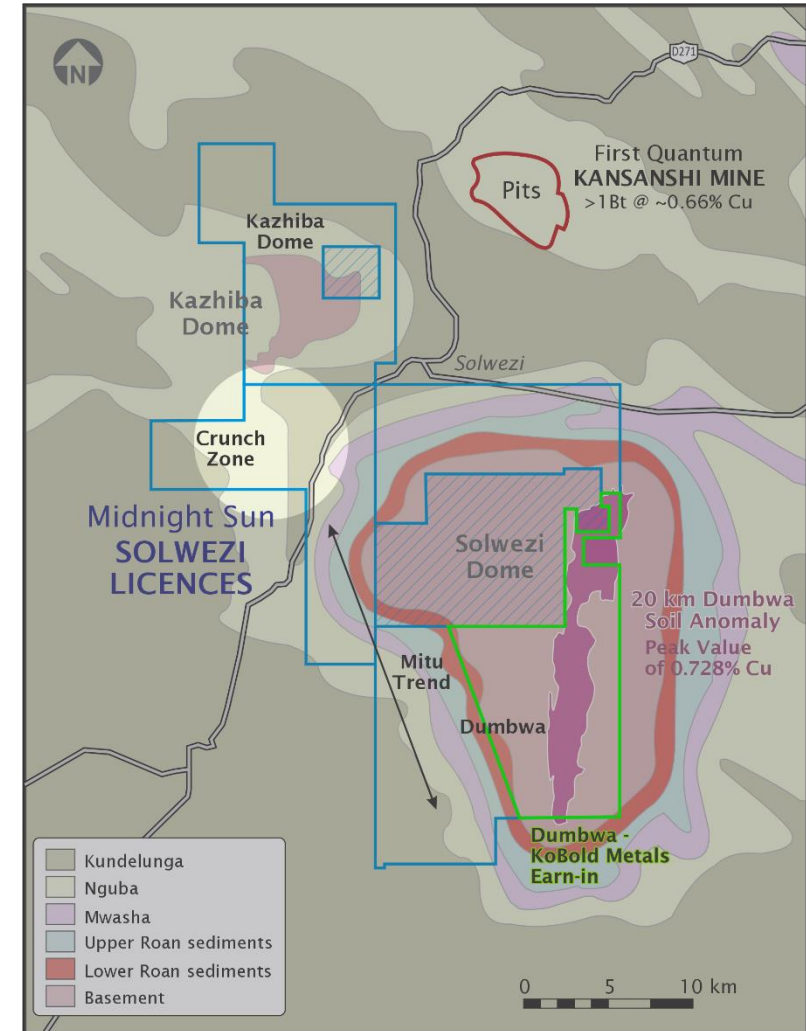 N
D271
First Quantum
KANSANSHI MINE
>1Bt @ ~0.66% Cu
Pits
Kazhiba
Dome
Kazhiba
Dome
Solwezi
Crunch
Zone
Midnight Sun
SOLWEZI
LICENCES
Solwezi
Dome
20 km Dumbwa
Soil Anomaly
Peak Value
of 0.728% Cu
Mitu
Trend
Dumbwa
Dumbwa -
KoBold Metals
Earn-in
Kundelunga
Nguba
Mwasha
Upper Roan sediments
Lower Roan sediments
Basement
0 5 10 km